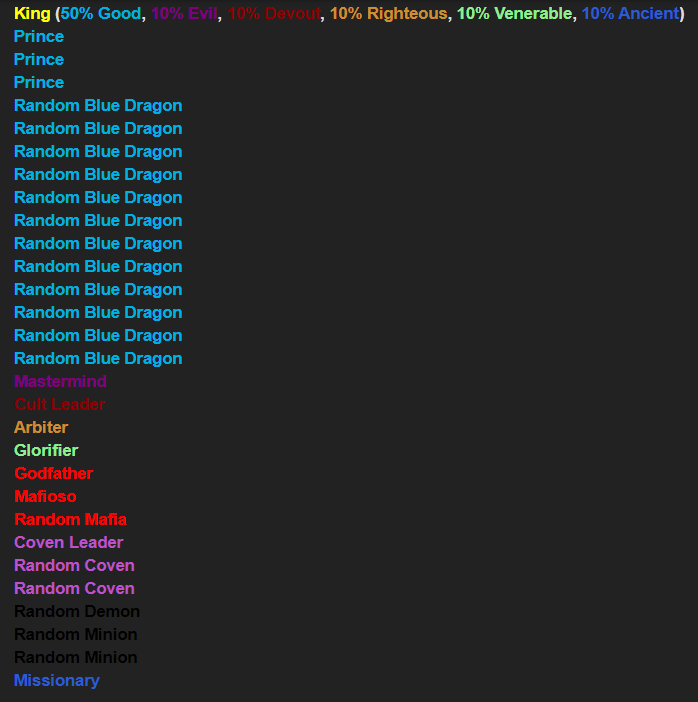 King (50% Good, 10% Evil, 10% Devout, 10% Righteous, 10% Venerable, 10% Ancient)
Prince
Prince
Prince
Random Blue Dragon
Random Blue Dragon
Random Blue Dragon
Random Blue Dragon
Random Blue Dragon
Random Blue Dragon
Random Blue Dragon
Random Blue Dragon
Random Blue Dragon
Random Blue Dragon
Random Blue Dragon
Random Blue Dragon
Mastermind
Cult Leader
Arbiter
Glorifier
Godfather
Mafioso
Random Mafia
Coven Leader
Random Coven
Random Coven
Random Demon
Random Minion
Random Minion
Missionary